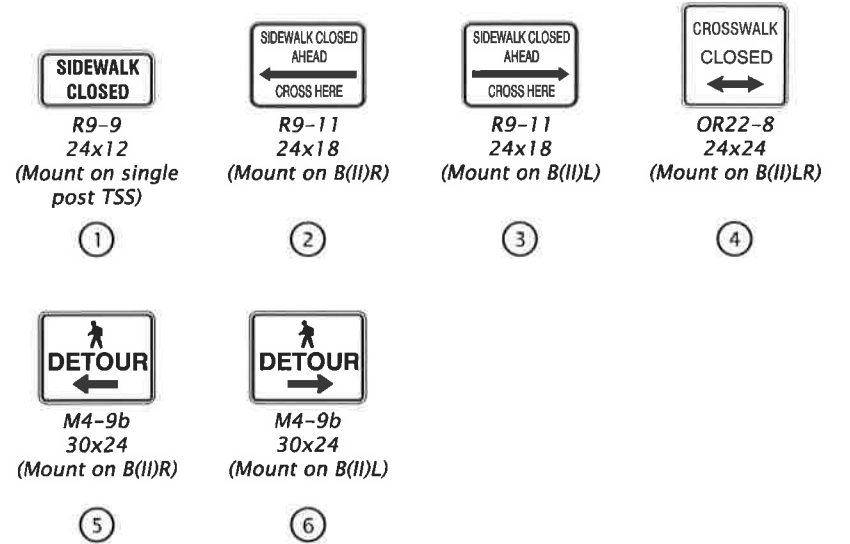 SIDEWALK
CLOSED
R9-9
24x12
(Mount on single
post TSS)
1
SIDEWALK CLOSED
AHEAD
CROSS HERE
R9-11
24x18
(Mount on B(II)R)
2
SIDEWALK CLOSED
AHEAD
CROSS HERE
R9-11
24x18
(Mount on B(II)L)
3
CROSSWALK
CLOSED
OR22-8
24x24
(Mount on B(II)LR)
4
DETOUR
M4-9b
30x24
(Mount on B(II)R)
5
DETOUR
M4-9b
30x24
(Mount on B(II)L)
6